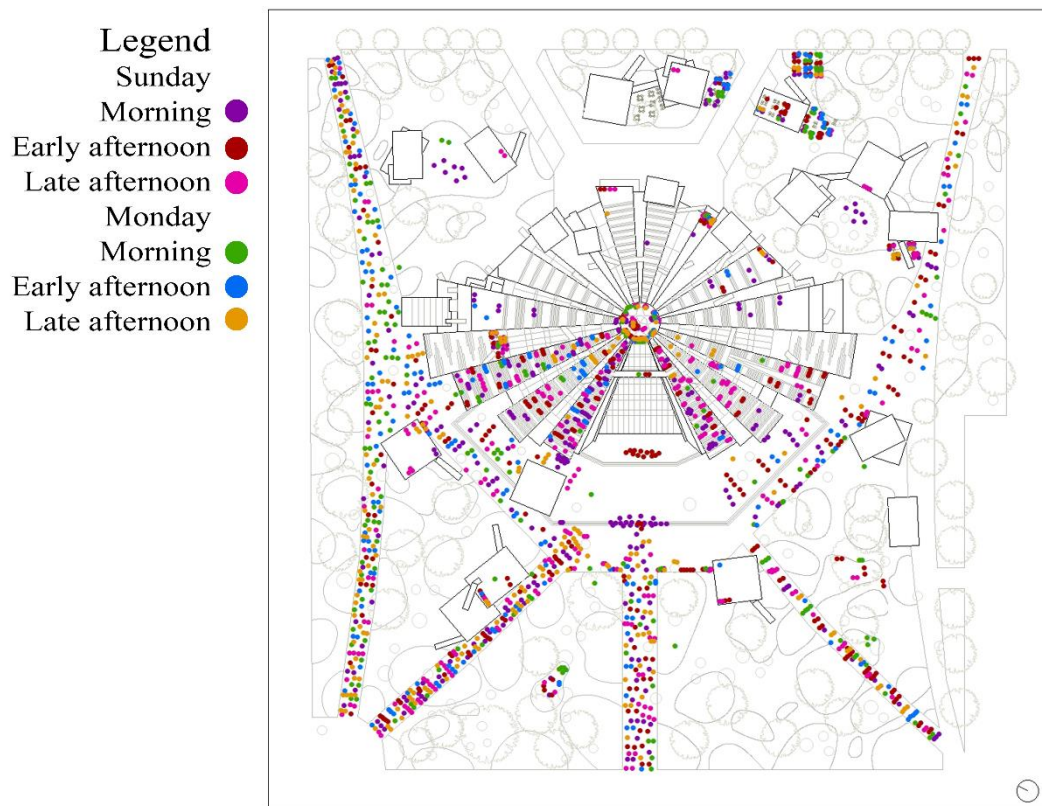 Legend
Sunday
Morning
Early afternoon
Late afternoon
Monday
Morning
Early afternoon
Late afternoon